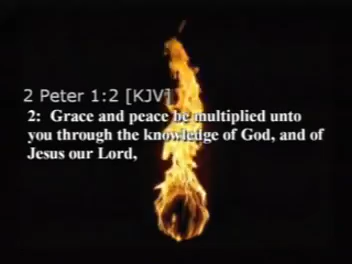 2 Peter 1:2 [KJV]
2: Grace and peace be multiplied unto
you through the knowledge of God, and of
Jesus our Lord,